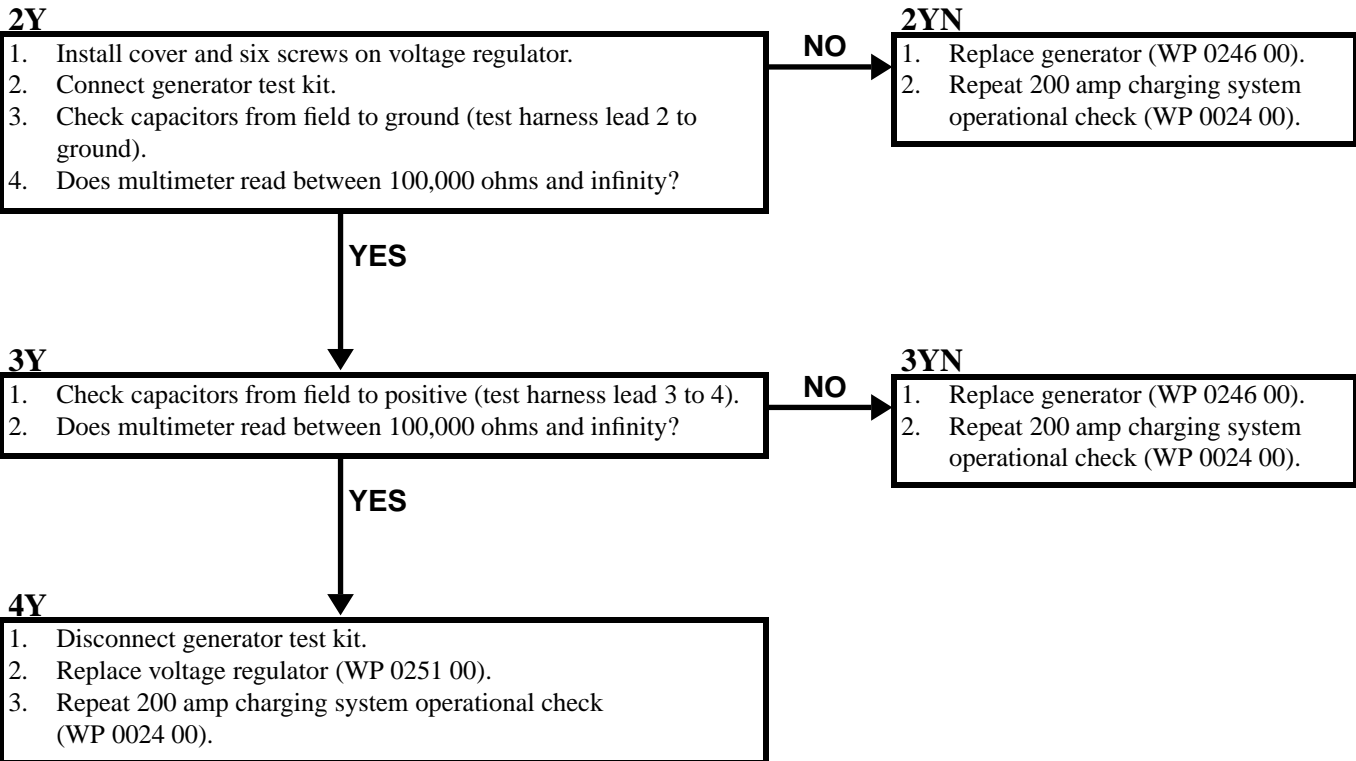 2Y
1. Install cover and six screws on voltage regulator.
2. Connect generator test kit.
3. Check capacitors from field to ground (test harness lead 2 to
ground).
4. Does multimeter read between 100,000 ohms and infinity?
NO
2YN
1. Replace generator (WP 0246 00).
2. Repeat 200 amp charging system
operational check (WP 0024 00).
YES
3Y
1. Check capacitors from field to positive (test harness lead 3 to 4).
2. Does multimeter read between 100,000 ohms and infinity?
NO
3YN
1. Replace generator (WP 0246 00).
2. Repeat 200 amp charging system
operational check (WP 0024 00).
YES
4Y
1. Disconnect generator test kit.
2. Replace voltage regulator (WP 0251 00).
3. Repeat 200 amp charging system operational check
(WP 0024 00).